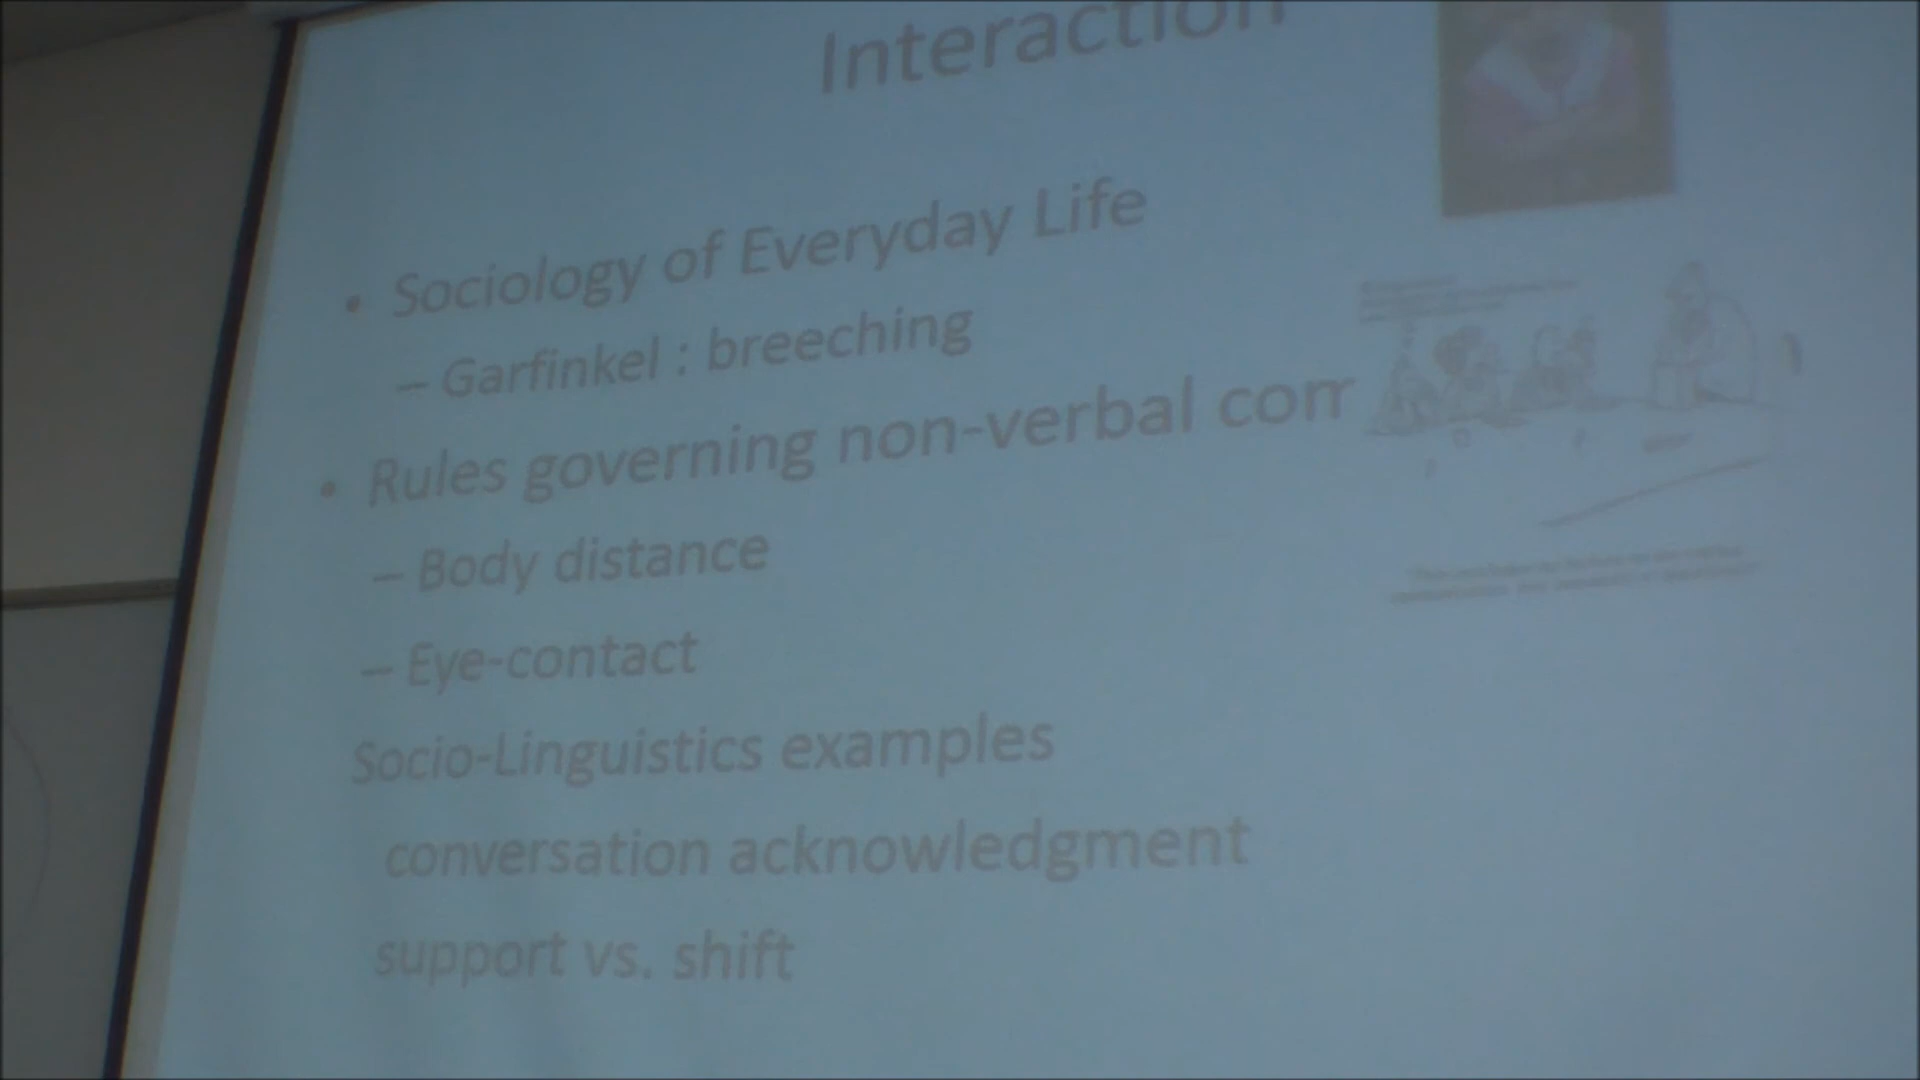 Interaction
• Sociology of Everyday Life
– Garfinkel : breeching
• Rules governing non-verbal com
– Body distance
– Eye-contact
Socio-Linguistics examples
conversation acknowledgment
support vs. shift